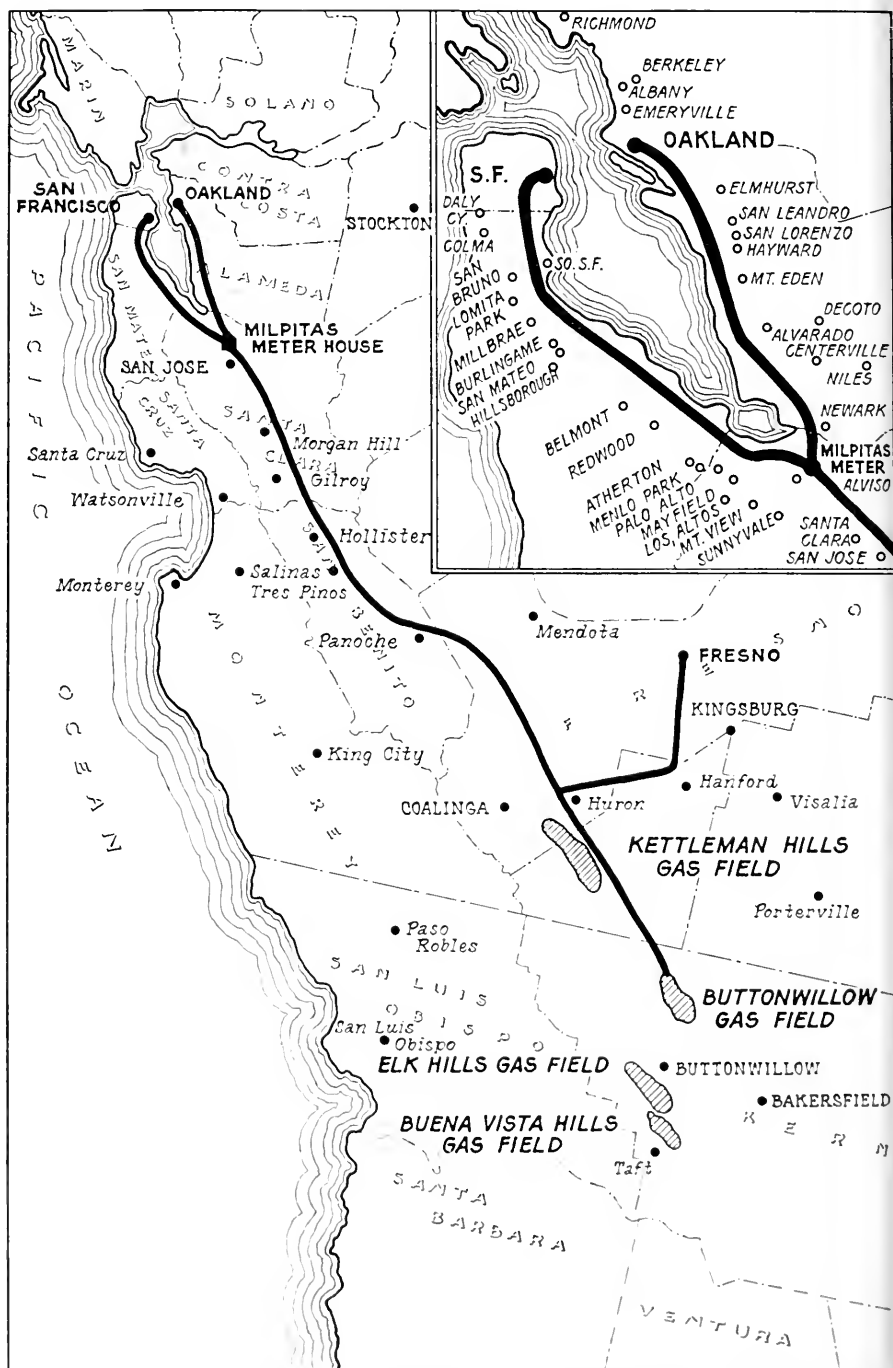 MARIN
SOLANO
CONTRA
COSTA
SAN
FRANCISCO
OAKLAND
STOCKTON
ALAMEDA
SAN MATEO
MILPITAS
METER HOUSE
SAN JOSE
SANTA
CRUZ
SANTA
CLARA
Santa Cruz
Morgan Hill
Gilroy
Watsonville
Hollister
SAN
BENITO
Monterey
Salinas
Tres Pinos
Panoche
MONTEREY
PACIFIC
OCEAN
Mendota
FRESNO
FRESNO
KINGSBURG
King City
COALINGA
Huron
Hanford
Visalia
KETTLEMAN HILLS
GAS FIELD
Porterville
Paso
Robles
SAN LUIS
OBISPO
San Luis
Obispo
BUTTONWILLOW
GAS FIELD
ELK HILLS GAS FIELD
BUTTONWILLOW
BAKERSFIELD
KERN
BUENA VISTA HILLS
GAS FIELD
Taft
SANTA
BARBARA
VENTURA
RICHMOND
BERKELEY
ALBANY
EMERYVILLE
OAKLAND
S.F.
DALY
CY
COLMA
ELMHURST
SAN LEANDRO
SAN LORENZO
HAYWARD
MT. EDEN
SO. S.F.
SAN
BRUNO
LOMITA
PARK
MILLBRAE
BURLINGAME
SAN MATEO
HILLSBOROUGH
DECOTO
ALVARADO
CENTERVILLE
NILES
NEWARK
BELMONT
REDWOOD
ATHERTON
MENLO PARK
PALO ALTO
MAYFIELD
LOS, ALTOS
MT. VIEW
SUNNYVALE
MILPITAS
METER
ALVISO
SANTA
CLARA
SAN JOSE